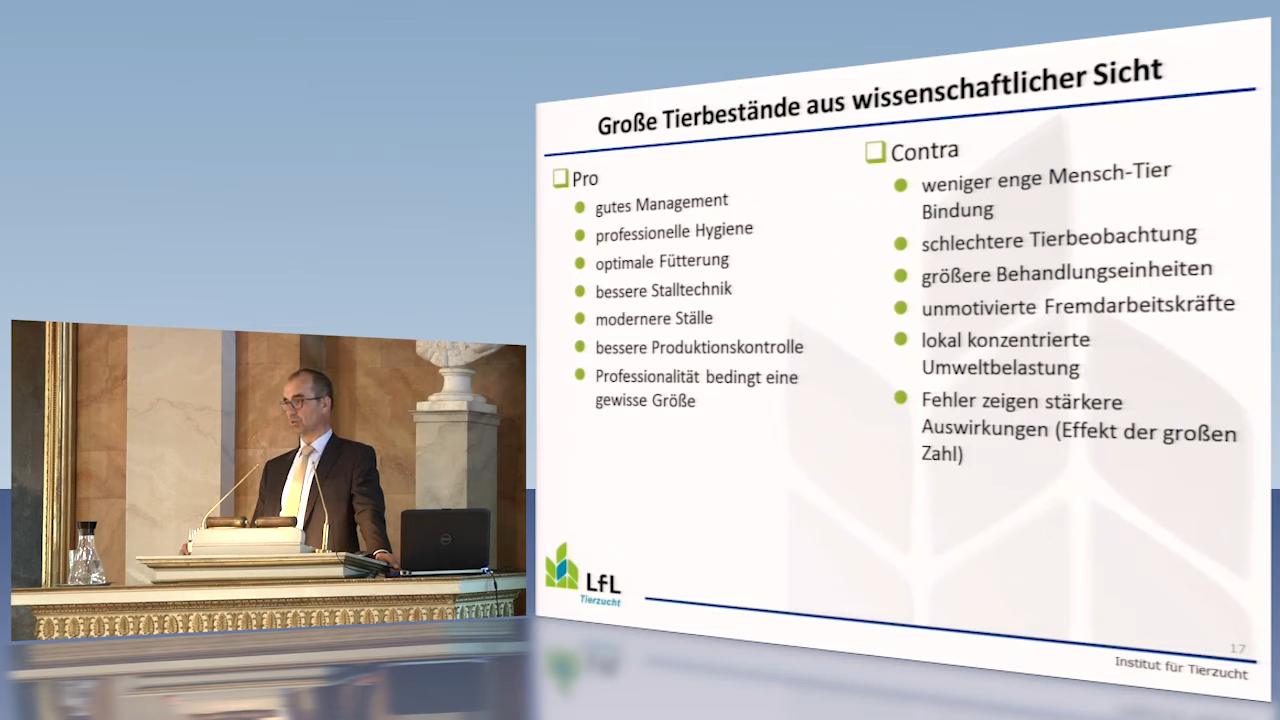 Große Tierbestände aus wissenschaftlicher Sicht
Pro
gutes Management
professionelle Hygiene
optimale Fütterung
bessere Stalltechnik
modernere Ställe
bessere Produktionskontrolle
Professionalität bedingt eine
gewisse Größe
Contra
weniger enge Mensch-Tier
Bindung
schlechtere Tierbeobachtung
größere Behandlungseinheiten
unmotivierte Fremdarbeitskräfte
lokal konzentrierte
Umweltbelastung
Fehler zeigen stärkere
Auswirkungen (Effekt der großen
Zahl)
LfL
Tierzucht
17
Institut für Tierzucht
DELL